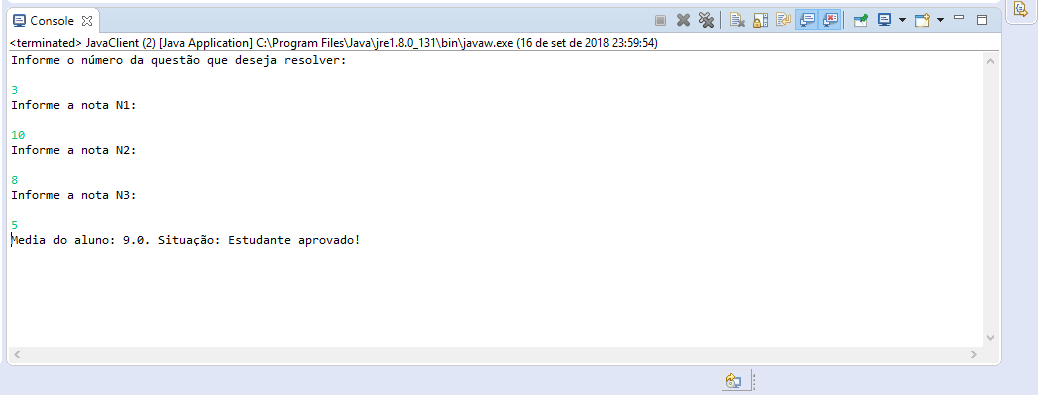 Console
<terminated> JavaClient (2) [Java Application] C:\Program Files\Java\jre1.8.0_131\bin\javaw.exe (16 de set de 2018 23:59:54)
Informe o número da questão que deseja resolver:
3
Informe a nota N1:
10
Informe a nota N2:
8
Informe a nota N3:
5
Media do aluno: 9.0. Situação: Estudante aprovado!